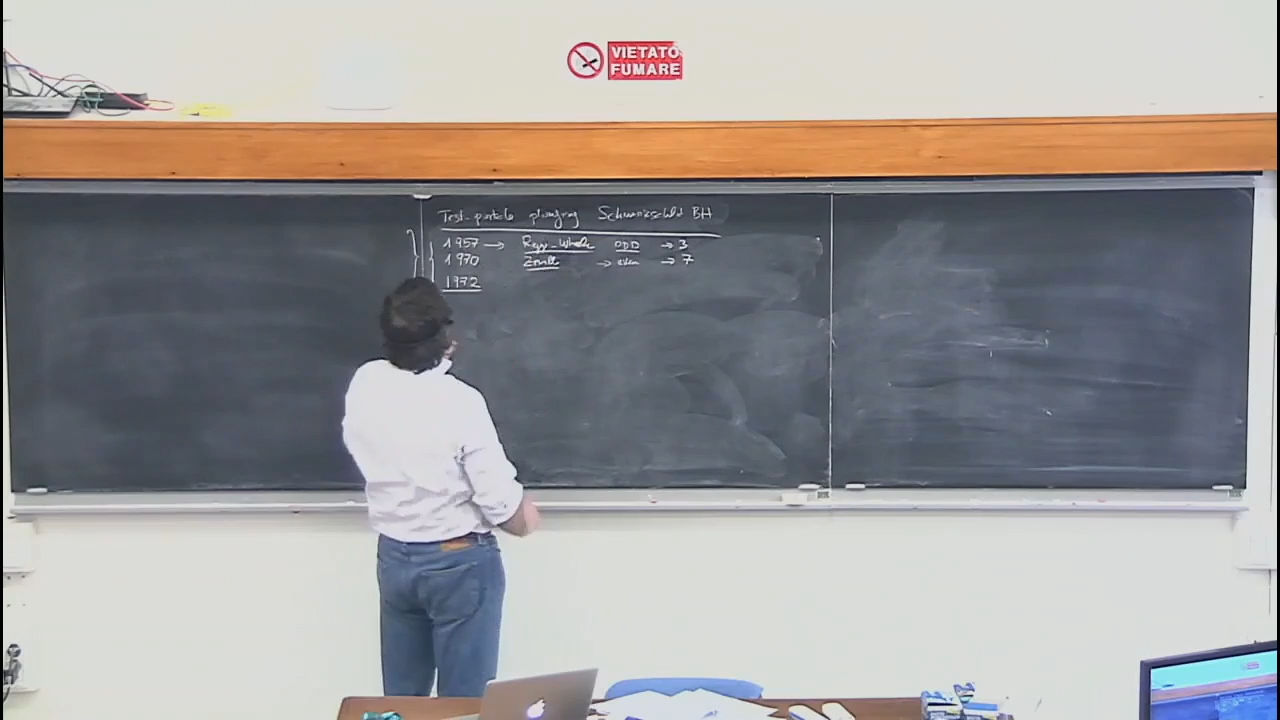 VIETATO
FUMARE
Test-particle plunging Schwarzschild BH
1957 → Regge-Wheeler ODD → 3
1970 Zerilli → even → 7
1972